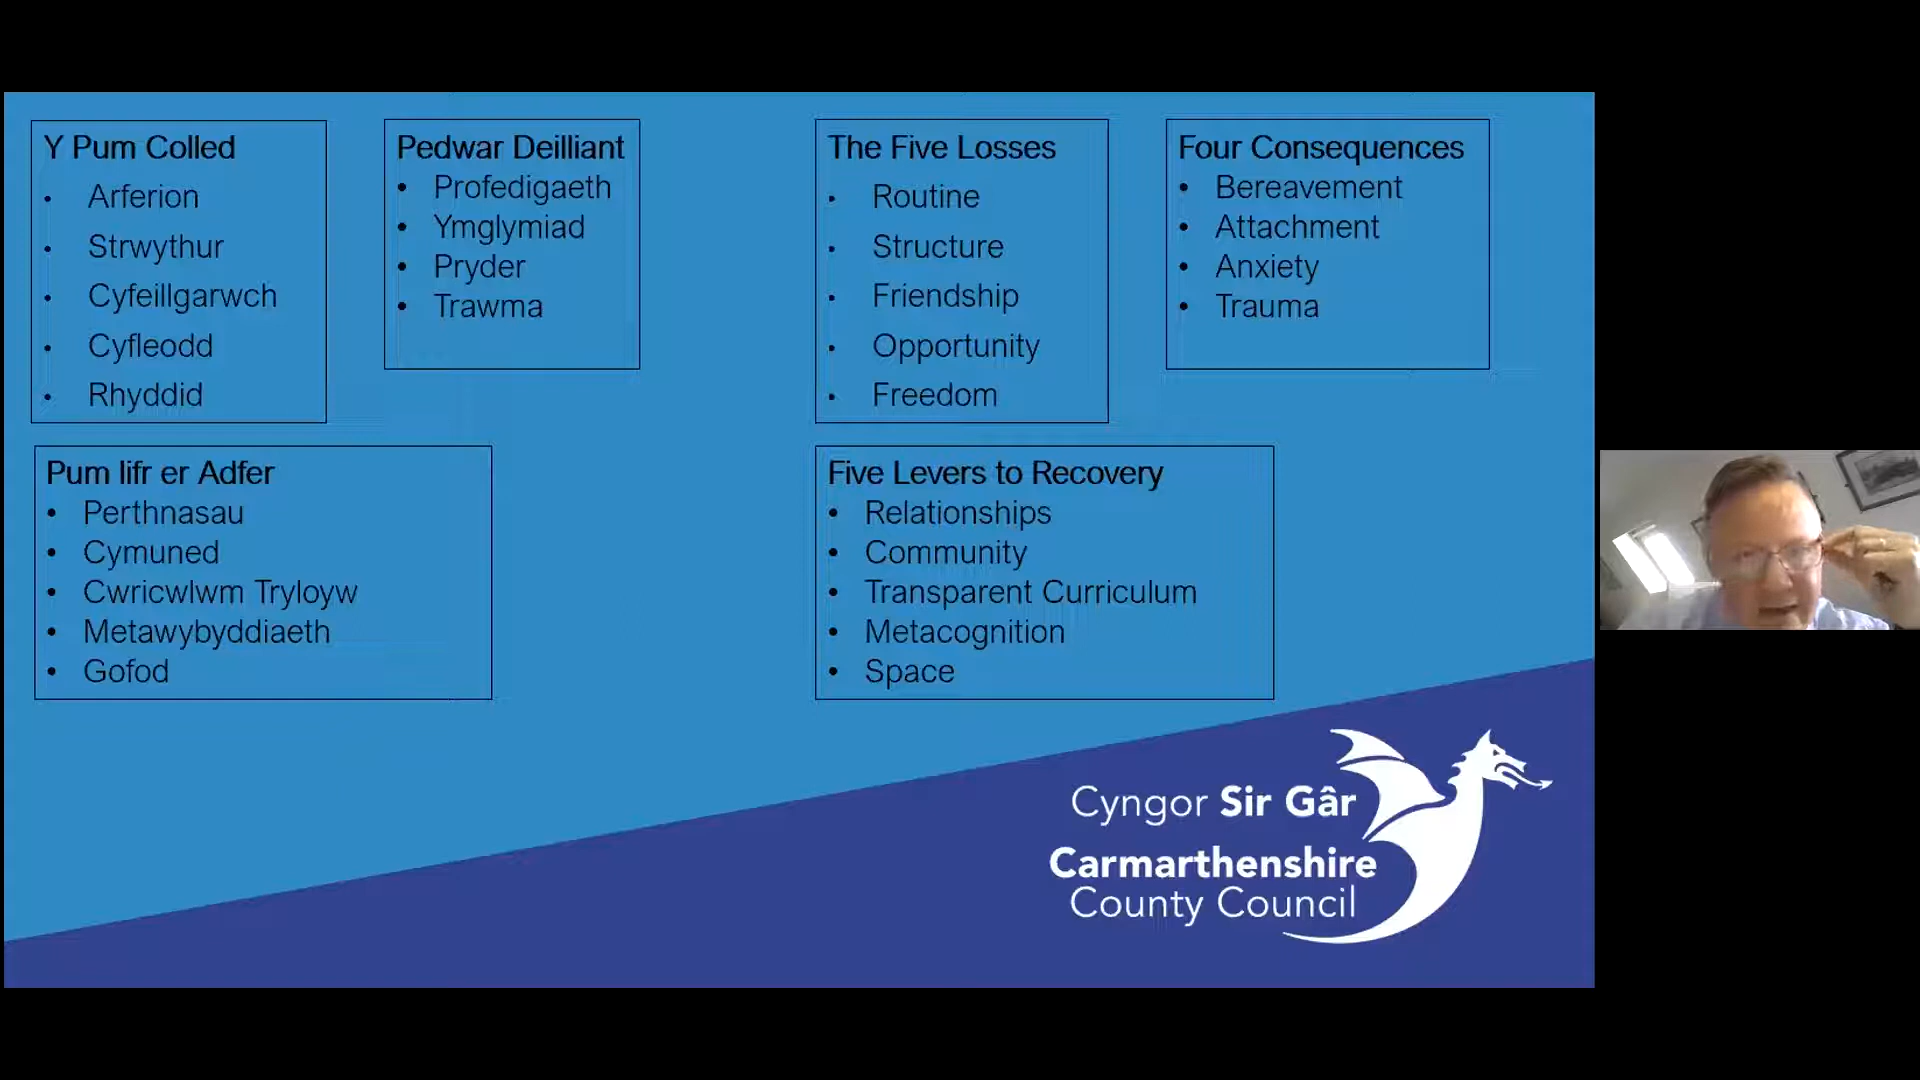 Y Pum Colled
Arferion
Strwythur
Cyfeillgarwch
Cyfleodd
Rhyddid
Pedwar Deilliant
Profedigaeth
Ymglymiad
Pryder
Trawma
The Five Losses
Routine
Structure
Friendship
Opportunity
Freedom
Four Consequences
Bereavement
Attachment
Anxiety
Trauma
Pum lifr er Adfer
Perthnasau
Cymuned
Cwricwlwm Tryloyw
Metawybyddiaeth
Gofod
Five Levers to Recovery
Relationships
Community
Transparent Curriculum
Metacognition
Space
Cyngor Sir Gâr
Carmarthenshire
County Council